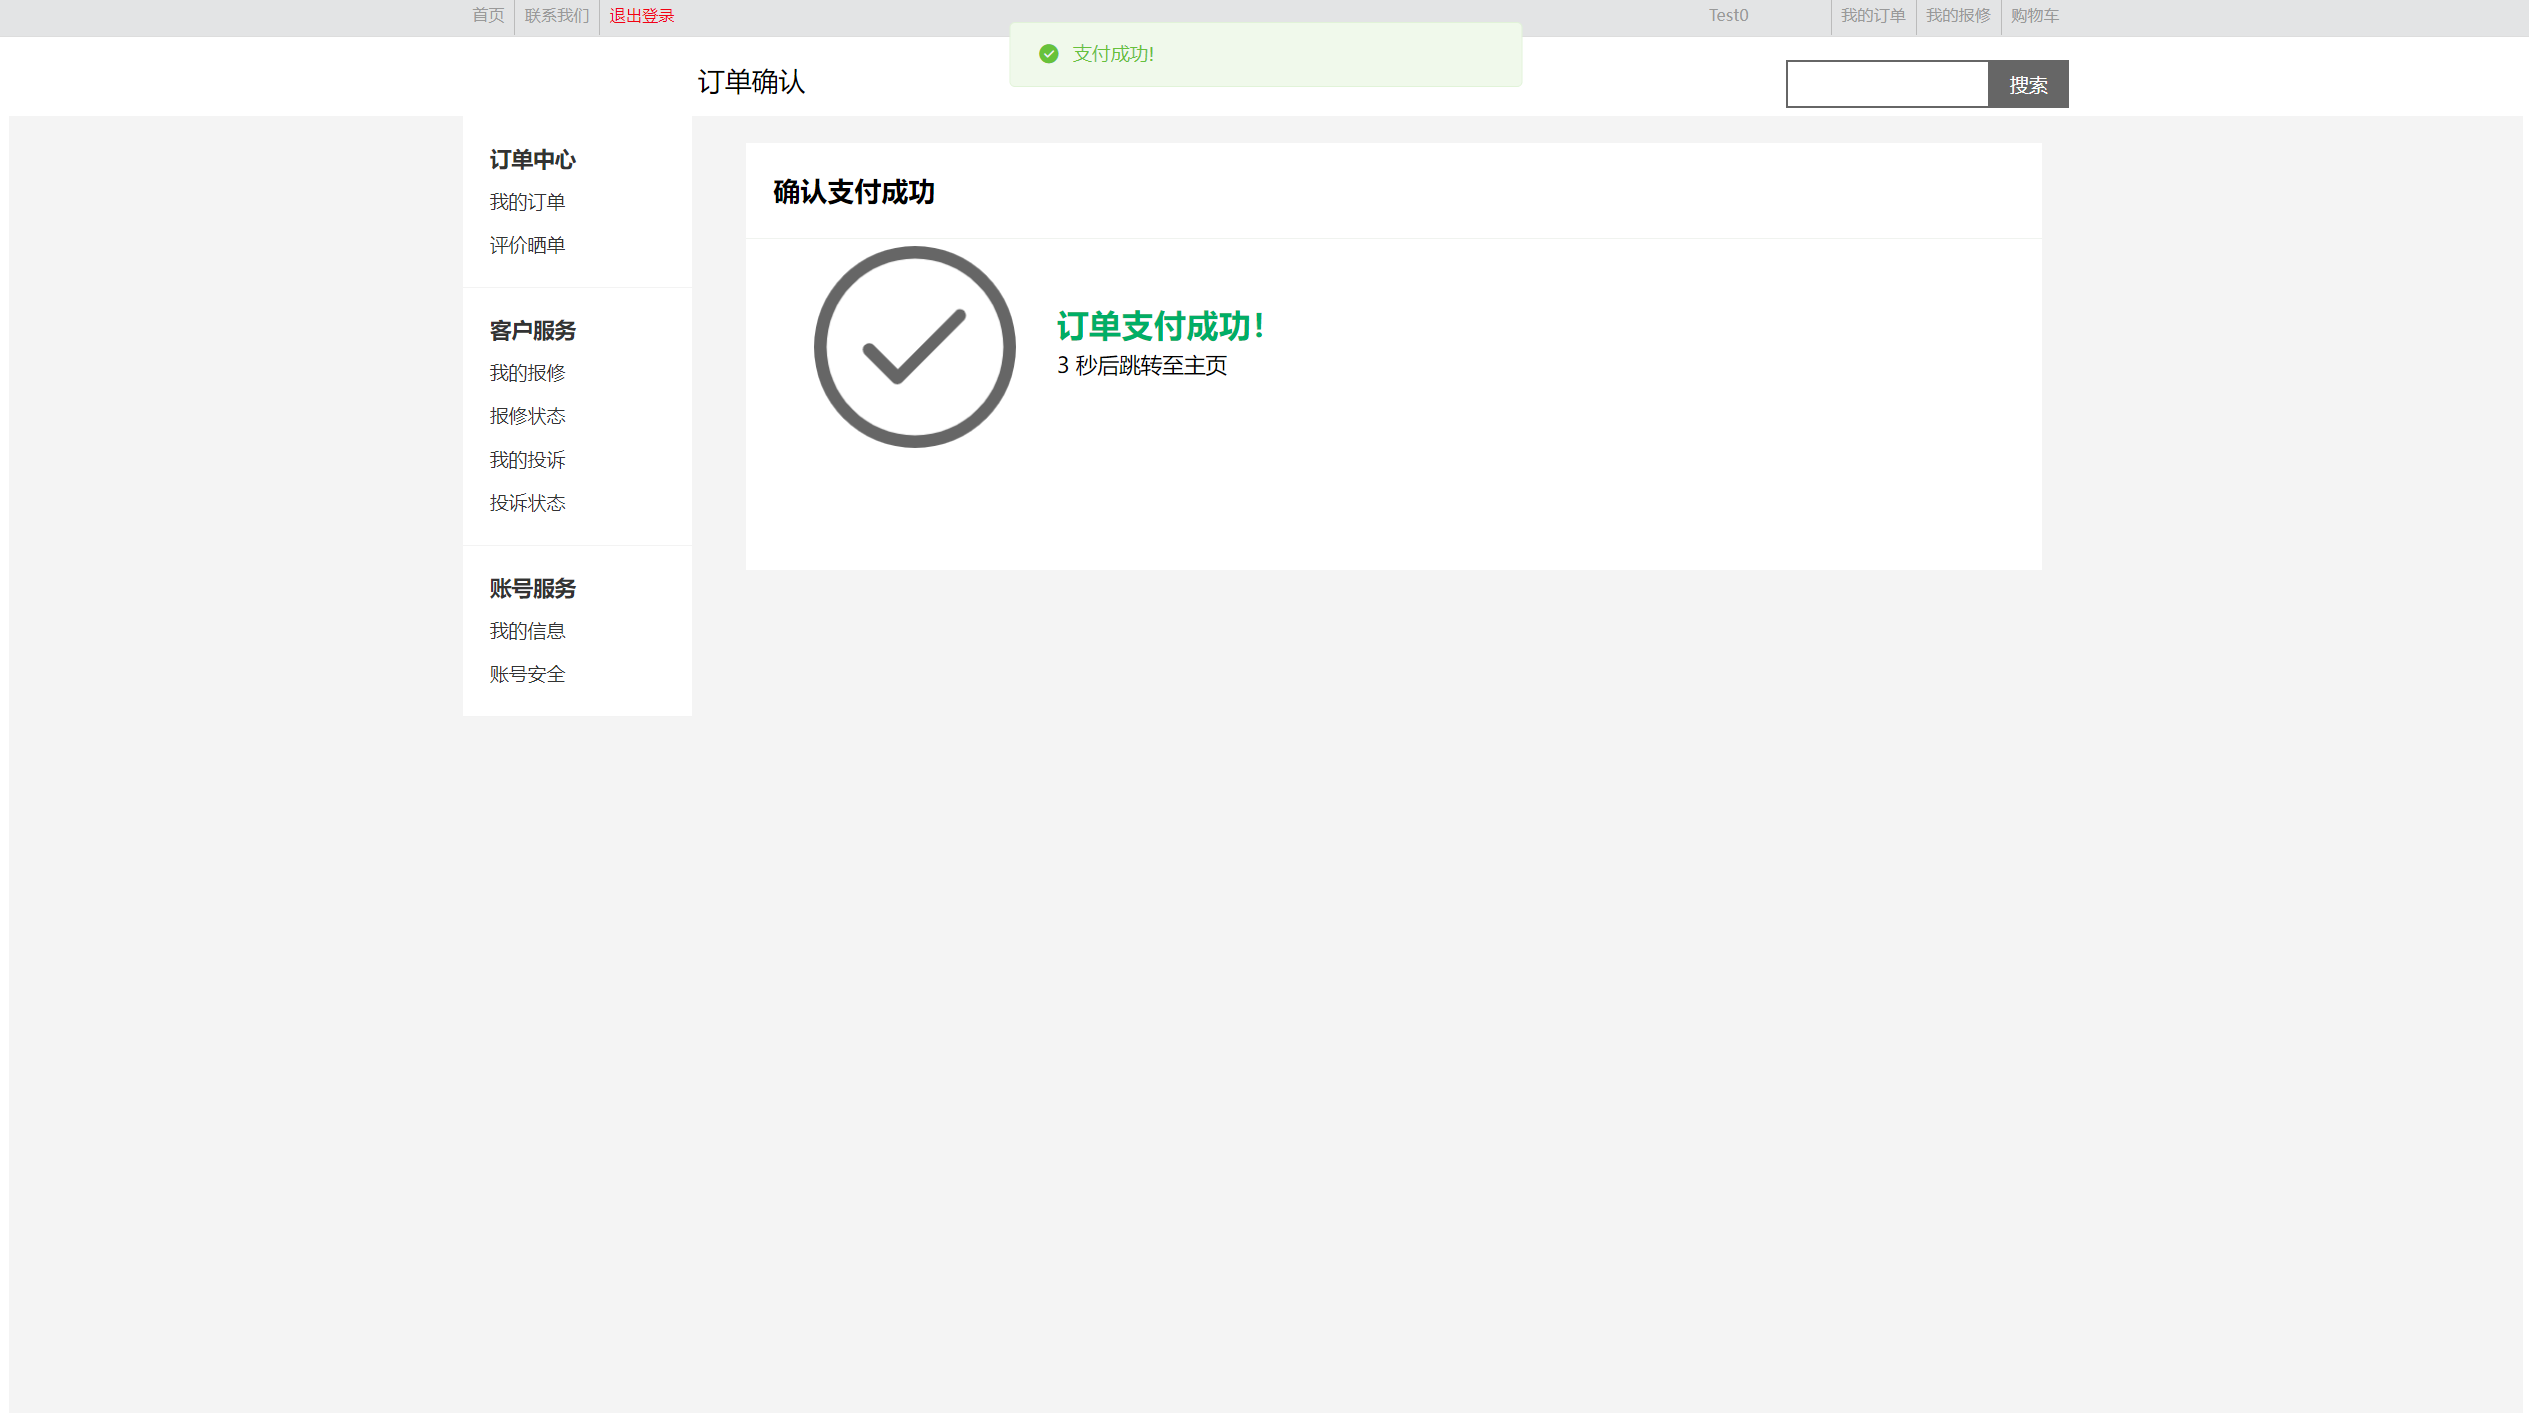 首页 联系我们 退出登录 Test0 我的订单 我的报修 购物车
支付成功!
订单确认 搜索
订单中心
我的订单
评价晒单
客户服务
我的报修
报修状态
我的投诉
投诉状态
账号服务
我的信息
账号安全
确认支付成功
订单支付成功！
3 秒后跳转至主页